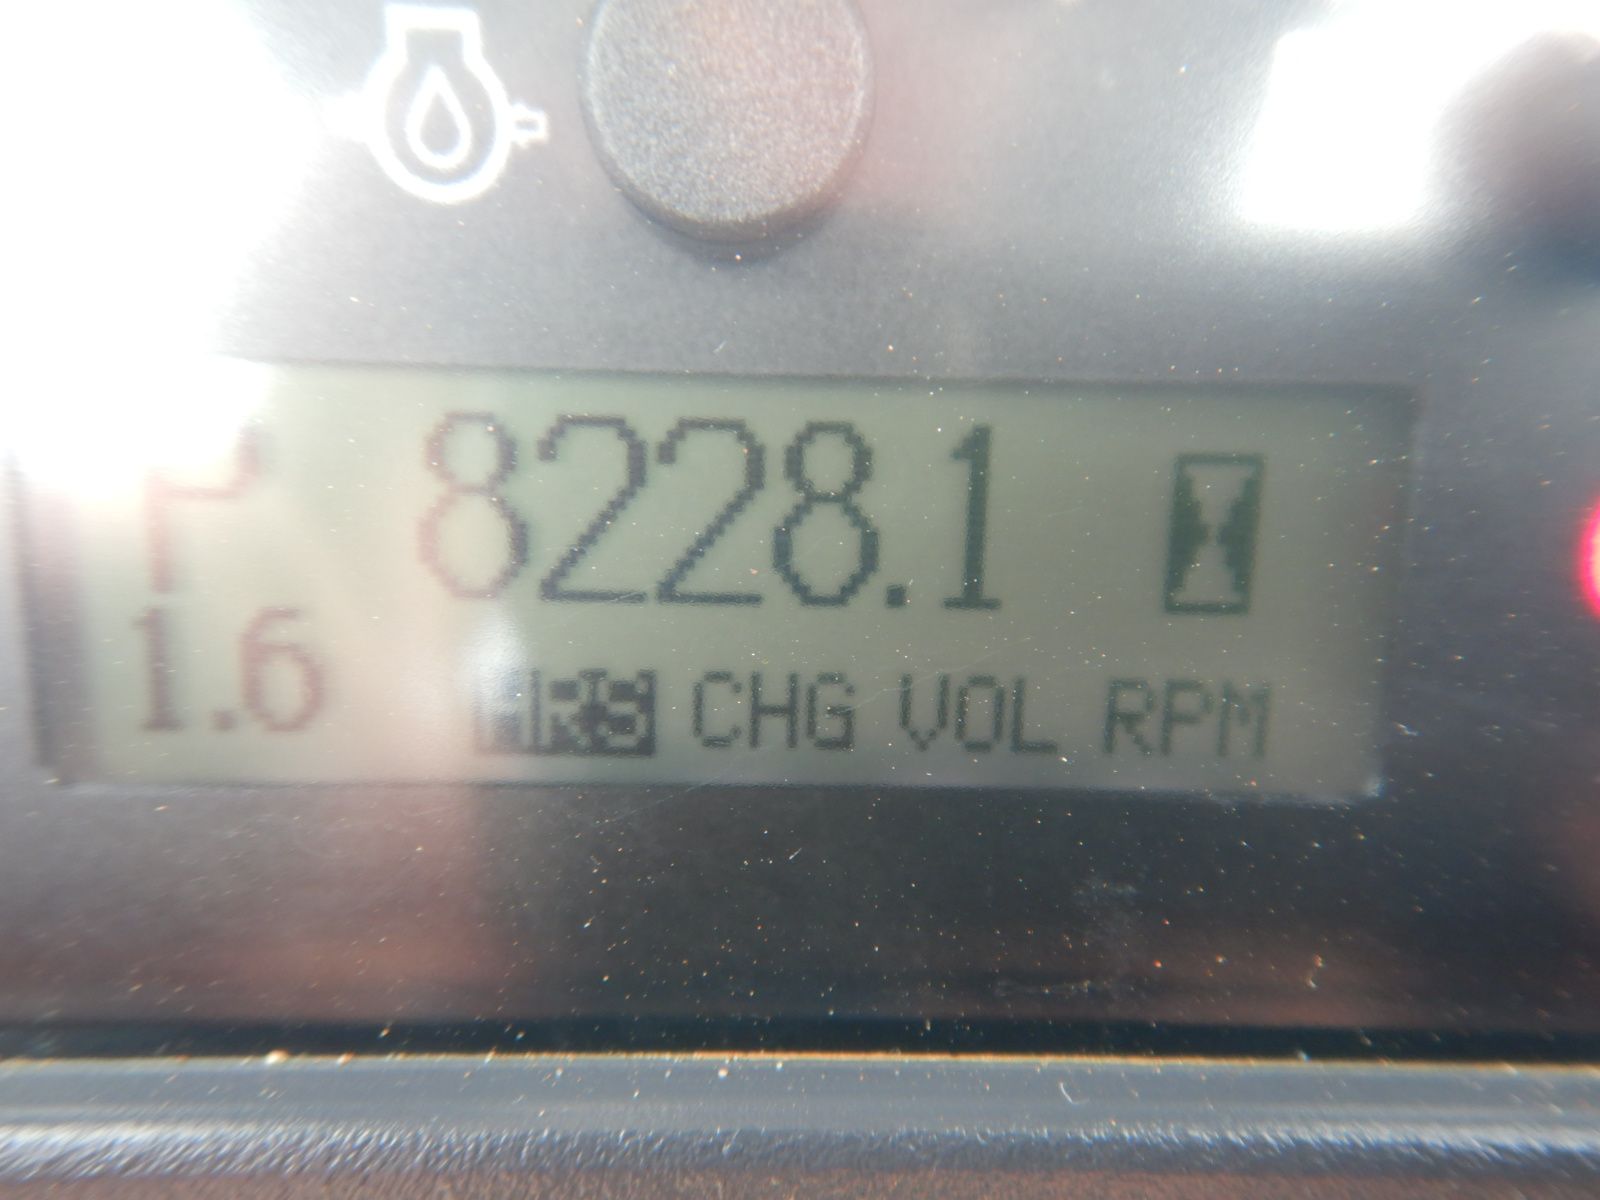 P 8228.1
1.6 HRS CHG VOL RPM